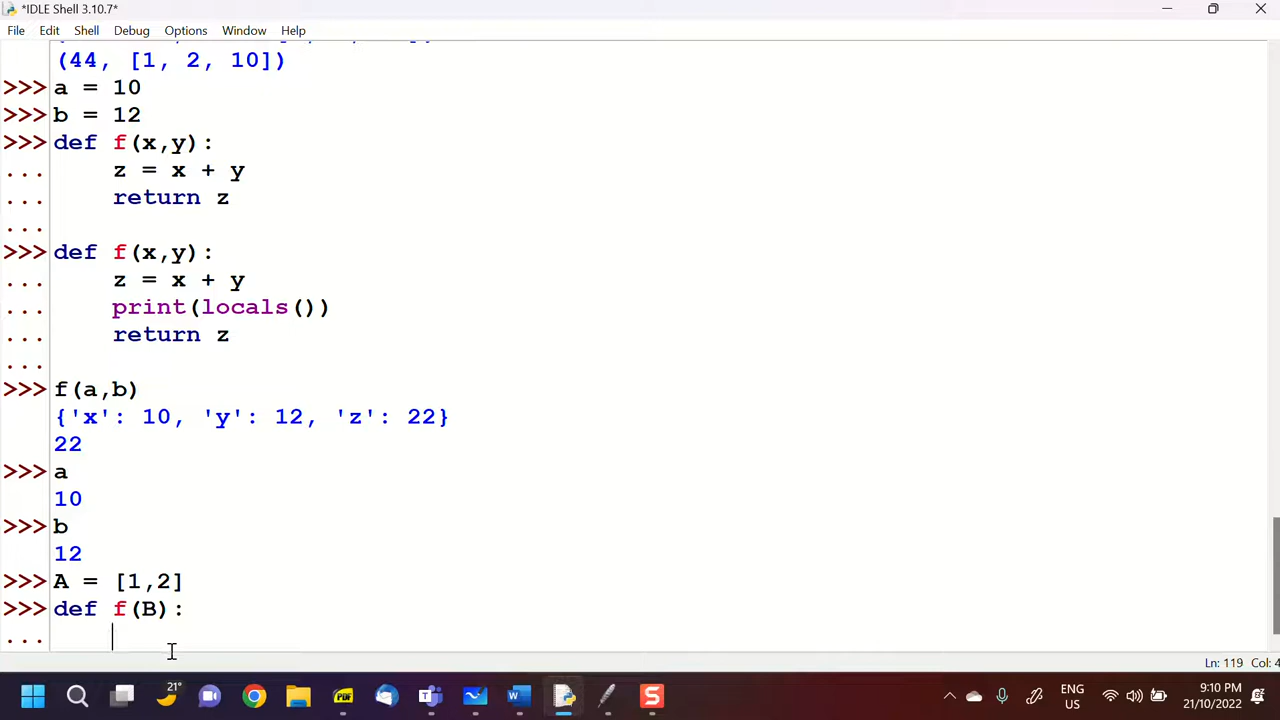 *IDLE Shell 3.10.7*
File Edit Shell Debug Options Window Help
(44, [1, 2, 10])
>>> a = 10
>>> b = 12
>>> def f(x,y):
... z = x + y
... return z
...
>>> def f(x,y):
... z = x + y
... print(locals())
... return z
...
>>> f(a,b)
{'x': 10, 'y': 12, 'z': 22}
22
>>> a
10
>>> b
12
>>> A = [1,2]
>>> def f(B):
...
Ln: 119 Col: 4
21°
PDF
T
W
S
ENG
US
9:10 PM
21/10/2022